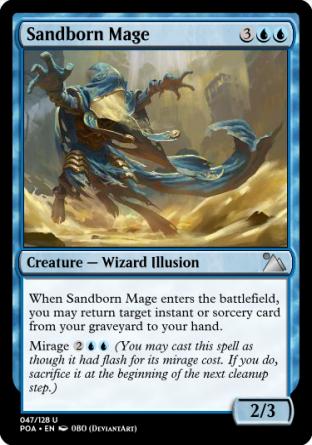 Sandborn Mage 3
Creature — Wizard Illusion
When Sandborn Mage enters the battlefield,
you may return target instant or sorcery card
from your graveyard to your hand.
Mirage 2 (You may cast this spell as
though it had flash for its mirage cost. If you do,
sacrifice it at the beginning of the next cleanup
step.)
2/3
047/128 U
POA • EN OBO (DeviantArt)